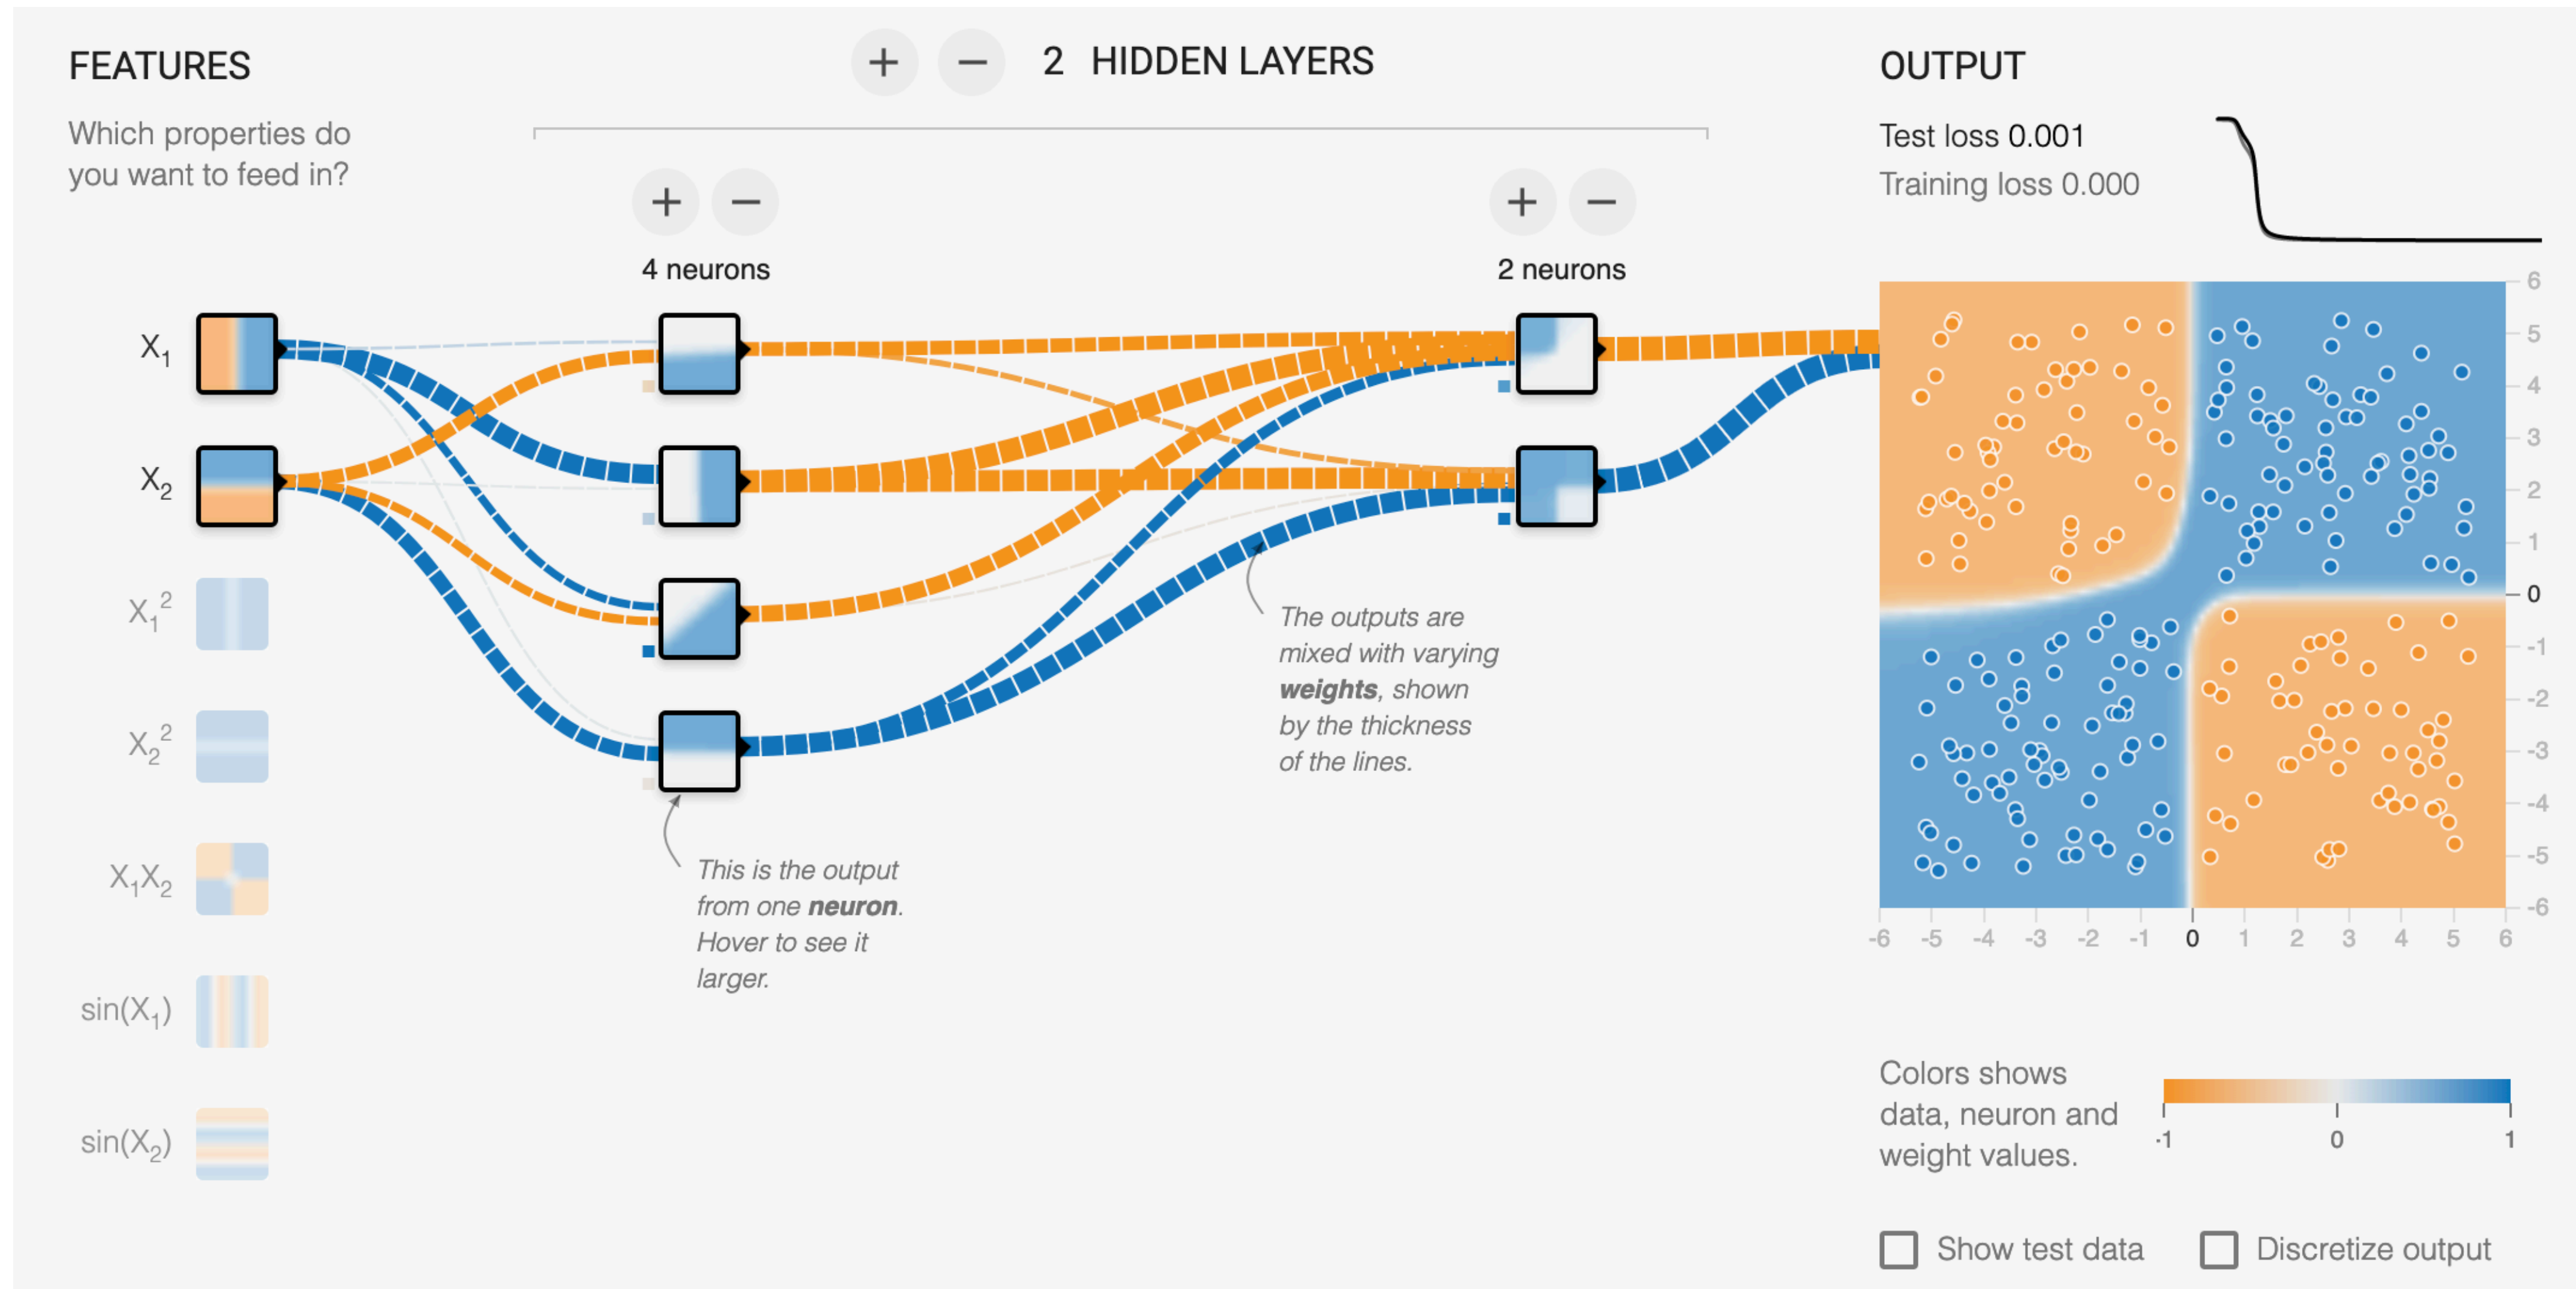 FEATURES
Which properties do
you want to feed in?
X1
X2
X1²
X2²
X1X2
sin(X1)
sin(X2)
+ − 2 HIDDEN LAYERS
+ −
4 neurons
+ −
2 neurons
This is the output
from one neuron.
Hover to see it
larger.
The outputs are
mixed with varying
weights, shown
by the thickness
of the lines.
OUTPUT
Test loss 0.001
Training loss 0.000
6
5
4
3
2
1
0
-1
-2
-3
-4
-5
-6
-6 -5 -4 -3 -2 -1 0 1 2 3 4 5 6
Colors shows
data, neuron and
weight values.
-1 0 1
Show test data Discretize output